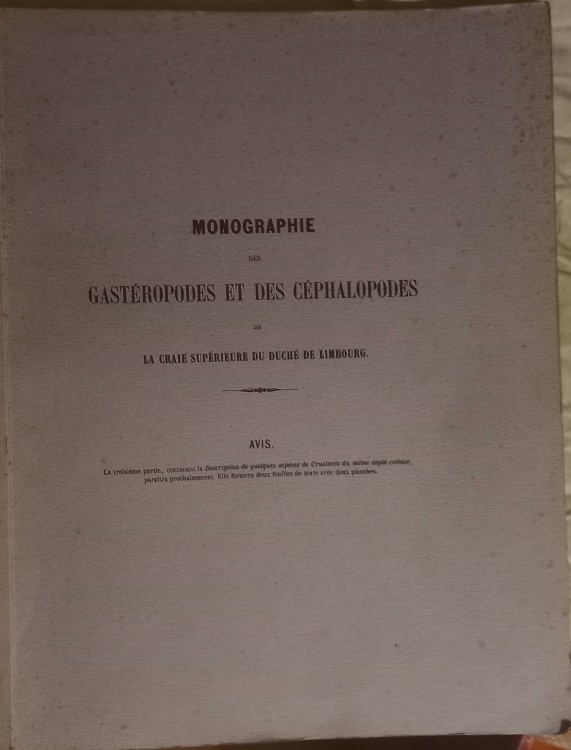 MONOGRAPHIE
DES
GASTÉROPODES ET DES CÉPHALOPODES
DE
LA CRAIE SUPÉRIEURE DU DUCHÉ DE LIMBOURG.
AVIS.
La troisième partie, contenant la Description de quelques espèces de Crustacés du même dépôt crétacé,
paraîtra prochainement. Elle formera deux feuilles de texte avec deux planches.